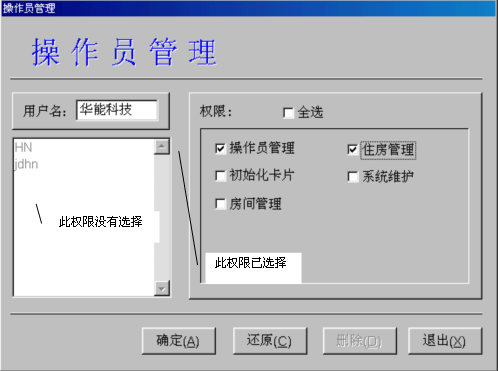 操作员管理
操作员管理
用户名: 华能科技
权限: 全选
HN
jdhn
操作员管理 住房管理
初始化卡片 系统维护
房间管理
此权限没有选择
此权限已选择
确定(A) 还原(C) 删除(D) 退出(X)